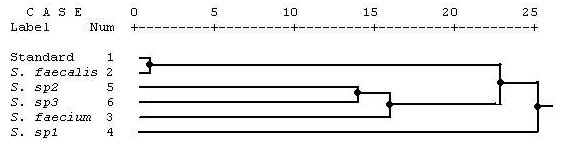 C A S E 0 5 10 15 20 25
Label Num +---------+---------+---------+---------+---------+
Standard 1
S. faecalis 2
S. sp2 5
S. sp3 6
S. faecium 3
S. sp1 4